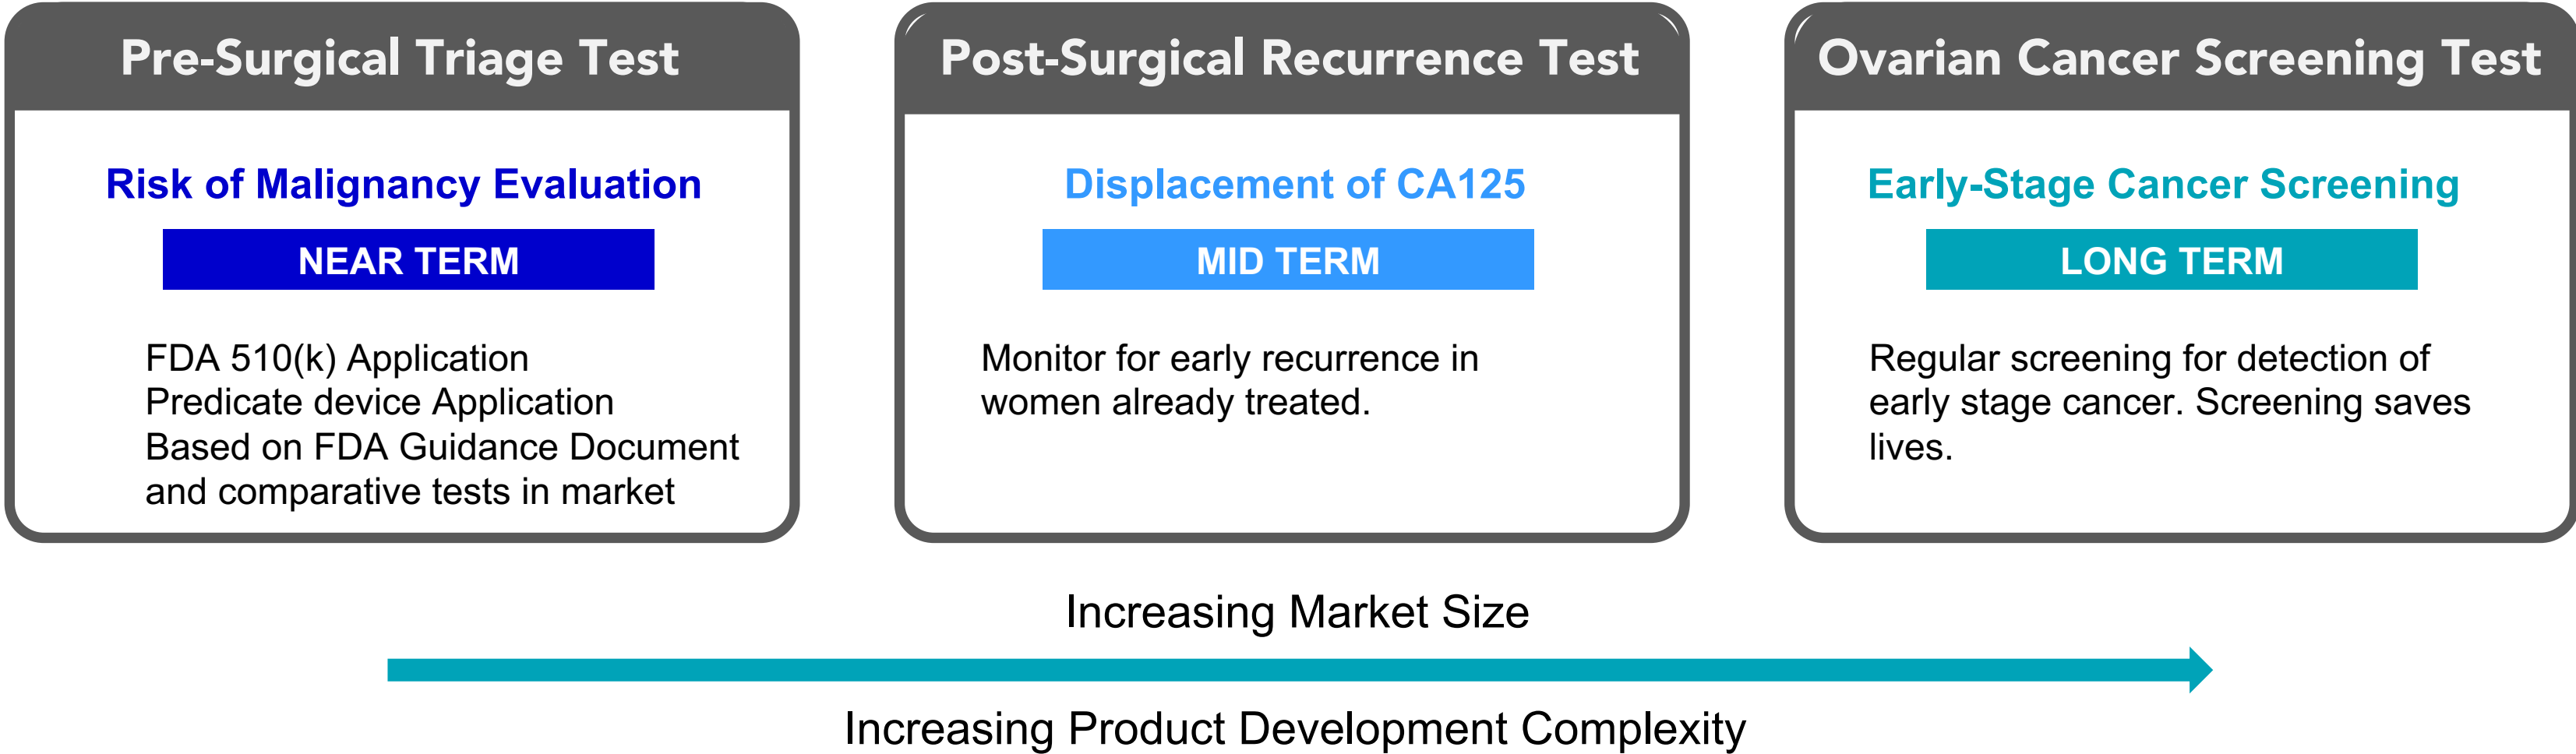 Pre-Surgical Triage Test
Risk of Malignancy Evaluation
NEAR TERM
FDA 510(k) Application
Predicate device Application
Based on FDA Guidance Document
and comparative tests in market
Post-Surgical Recurrence Test
Displacement of CA125
MID TERM
Monitor for early recurrence in
women already treated.
Ovarian Cancer Screening Test
Early-Stage Cancer Screening
LONG TERM
Regular screening for detection of
early stage cancer. Screening saves
lives.
Increasing Market Size
Increasing Product Development Complexity